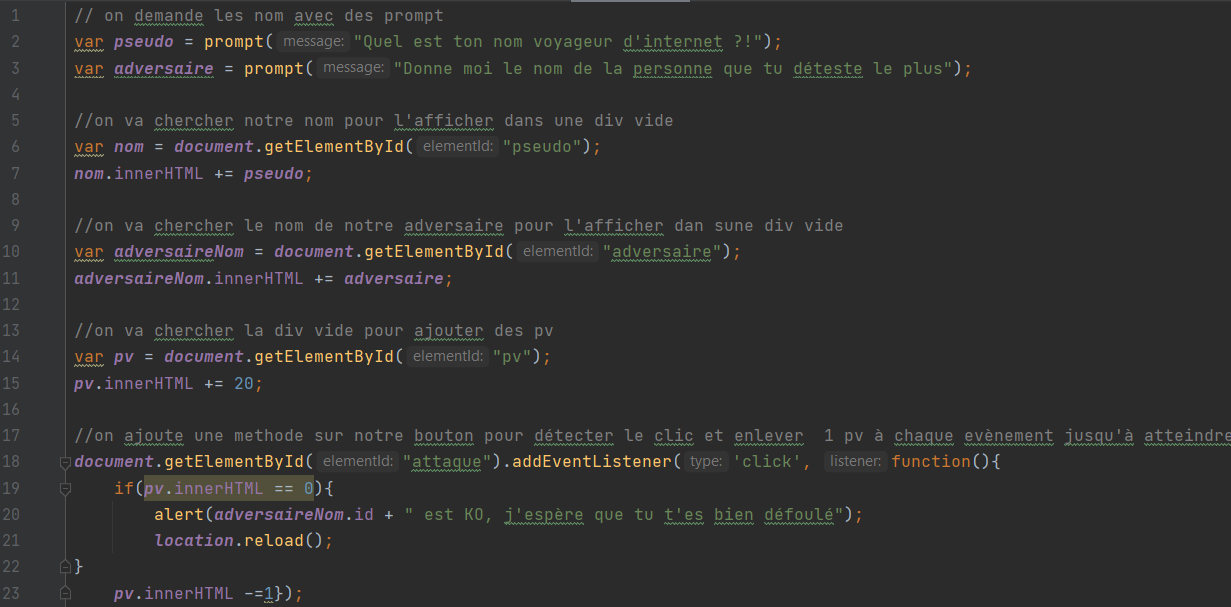 1 // on demande les nom avec des prompt
2 var pseudo = prompt( message: "Quel est ton nom voyageur d'internet ?!");
3 var adversaire = prompt( message: "Donne moi le nom de la personne que tu déteste le plus");
4
5 //on va chercher notre nom pour l'afficher dans une div vide
6 var nom = document.getElementById( elementId: "pseudo");
7 nom.innerHTML += pseudo;
8
9 //on va chercher le nom de notre adversaire pour l'afficher dan sune div vide
10 var adversaireNom = document.getElementById( elementId: "adversaire");
11 adversaireNom.innerHTML += adversaire;
12
13 //on va chercher la div vide pour ajouter des pv
14 var pv = document.getElementById( elementId: "pv");
15 pv.innerHTML += 20;
16
17 //on ajoute une methode sur notre bouton pour détecter le clic et enlever  1 pv à chaque evènement jusqu'à atteindre
18 document.getElementById( elementId: "attaque").addEventListener( type: 'click', listener: function(){
19 if(pv.innerHTML == 0){
20 alert(adversaireNom.id + " est KO, j'espère que tu t'es bien défoulé");
21 location.reload();
22 }
23 pv.innerHTML -=1});